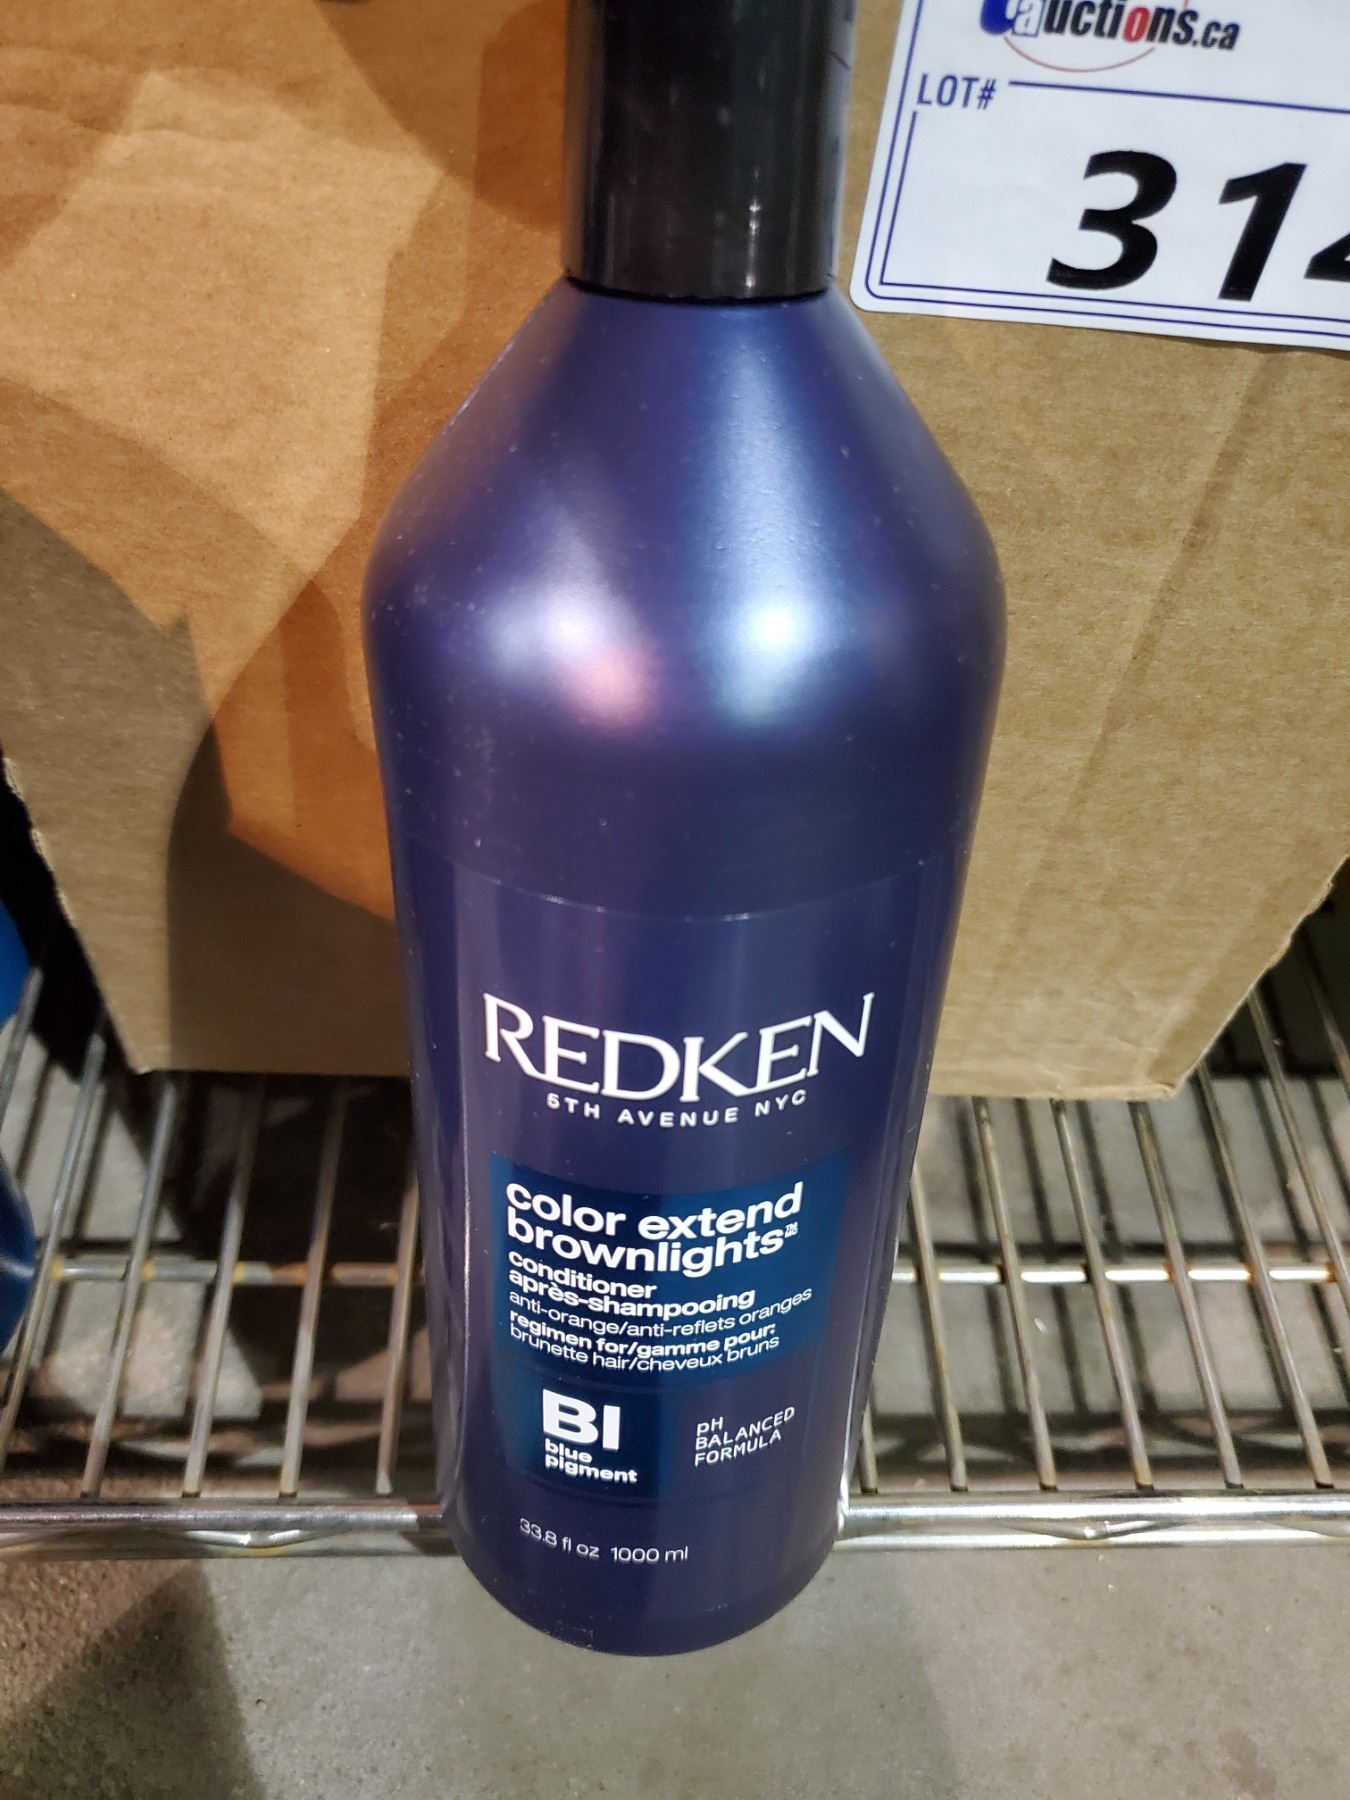 auctions.ca
LOT#
314
REDKEN
5TH AVENUE NYC
color extend
brownlights™
conditioner
après-shampooing
anti-orange/anti-reflets oranges
regimen for/gamme pour:
brunette hair/cheveux bruns
BI
blue
pigment
pH
BALANCED
FORMULA
33.8 fl oz 1000 ml